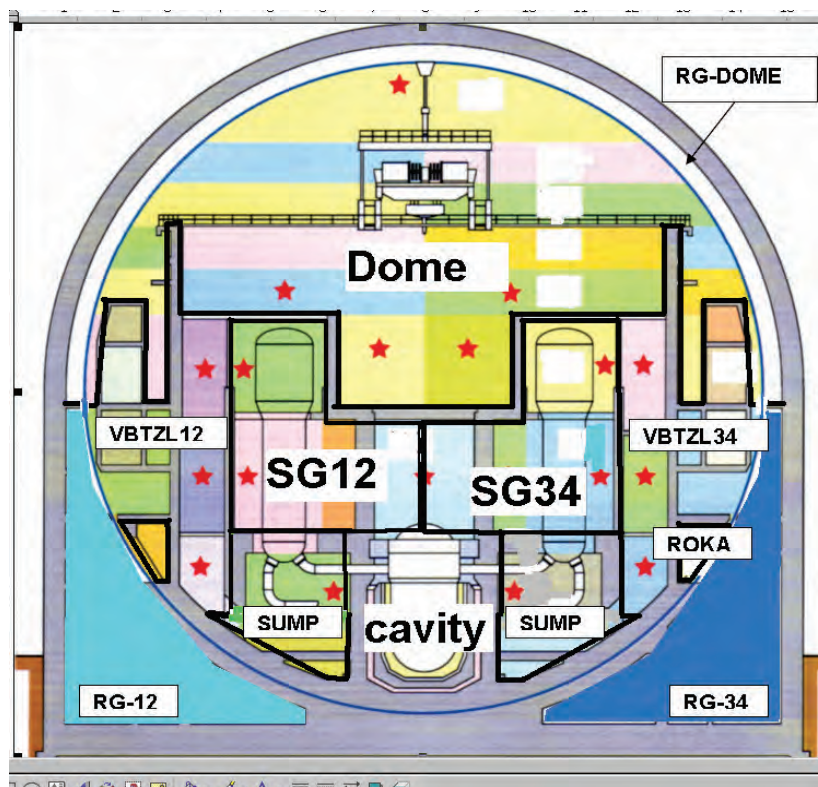 RG-DOME
Dome
VBTZL12
VBTZL34
SG12
SG34
ROKA
SUMP
cavity
SUMP
RG-12
RG-34